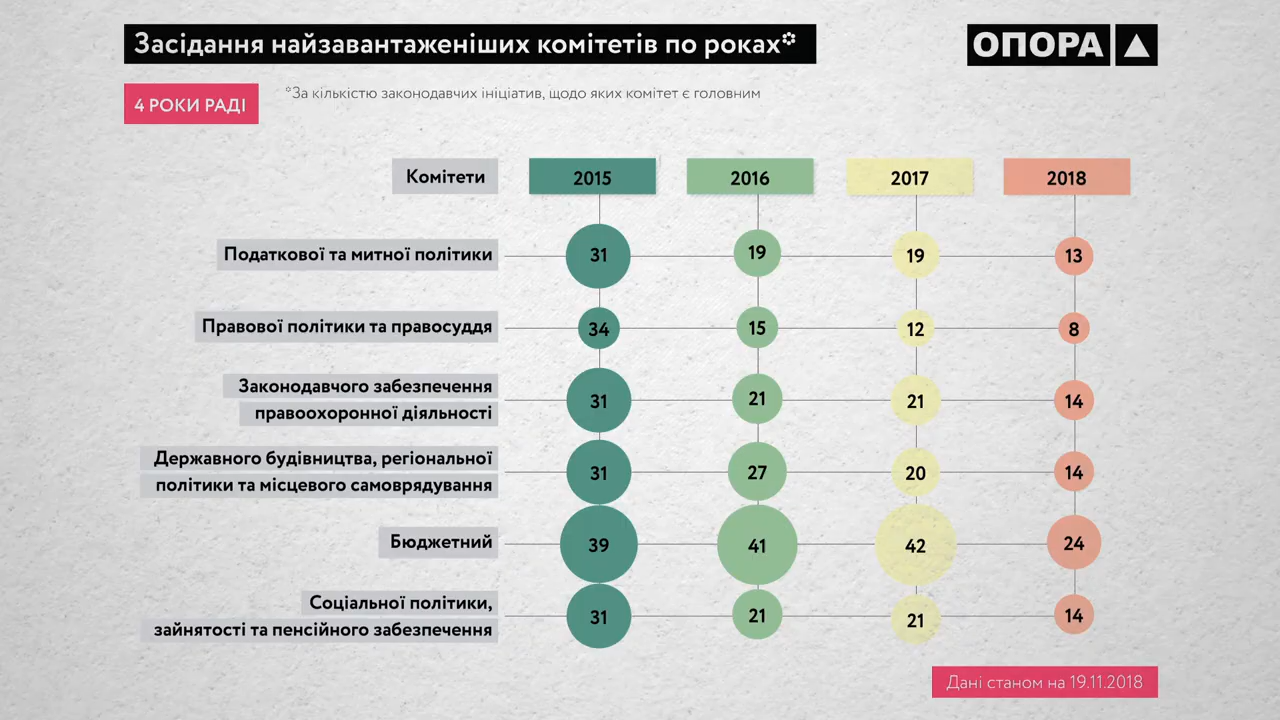 Засідання найзавантаженіших комітетів по роках*
ОПОРА
4 РОКИ РАДІ
*За кількістю законодавчих ініціатив, щодо яких комітет є головним
Комітети 2015 2016 2017 2018
Податкової та митної політики 31 19 19 13
Правової політики та правосуддя 34 15 12 8
Законодавчого забезпечення
правоохоронної діяльності 31 21 21 14
Державного будівництва, регіональної
політики та місцевого самоврядування 31 27 20 14
Бюджетний 39 41 42 24
Соціальної політики,
зайнятості та пенсійного забезпечення 31 21 21 14
Дані станом на 19.11.2018